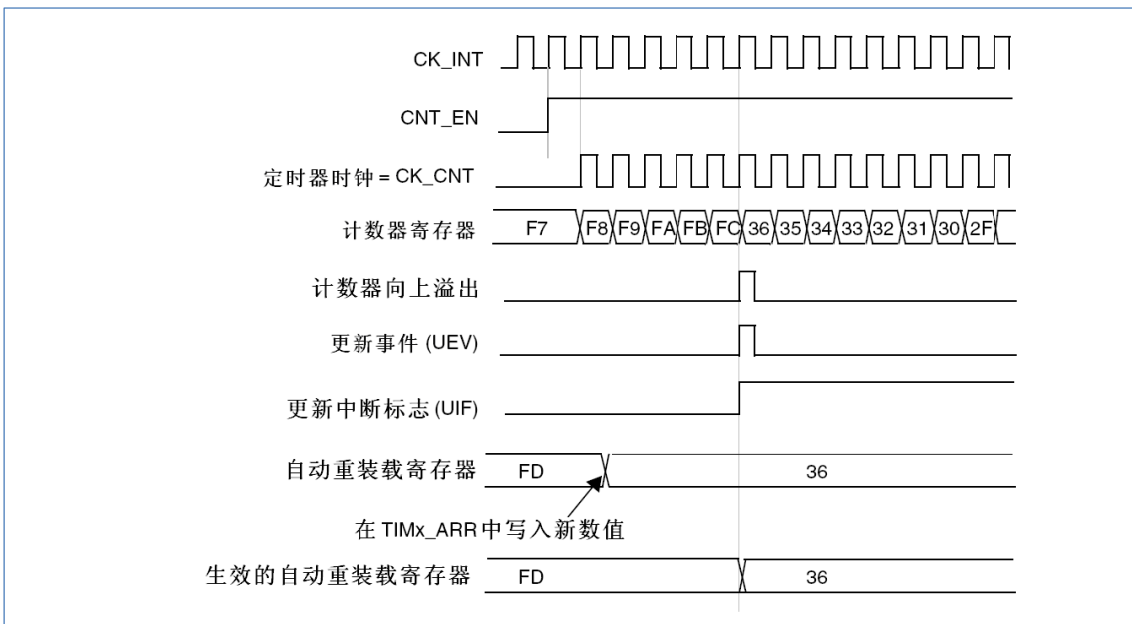 CK_INT
CNT_EN
定时器时钟 = CK_CNT
计数器寄存器 F7 F8 F9 FA FB FC 36 35 34 33 32 31 30 2F
计数器向上溢出
更新事件 (UEV)
更新中断标志 (UIF)
自动重装载寄存器 FD 36
在 TIMx_ARR 中写入新数值
生效的自动重装载寄存器 FD 36